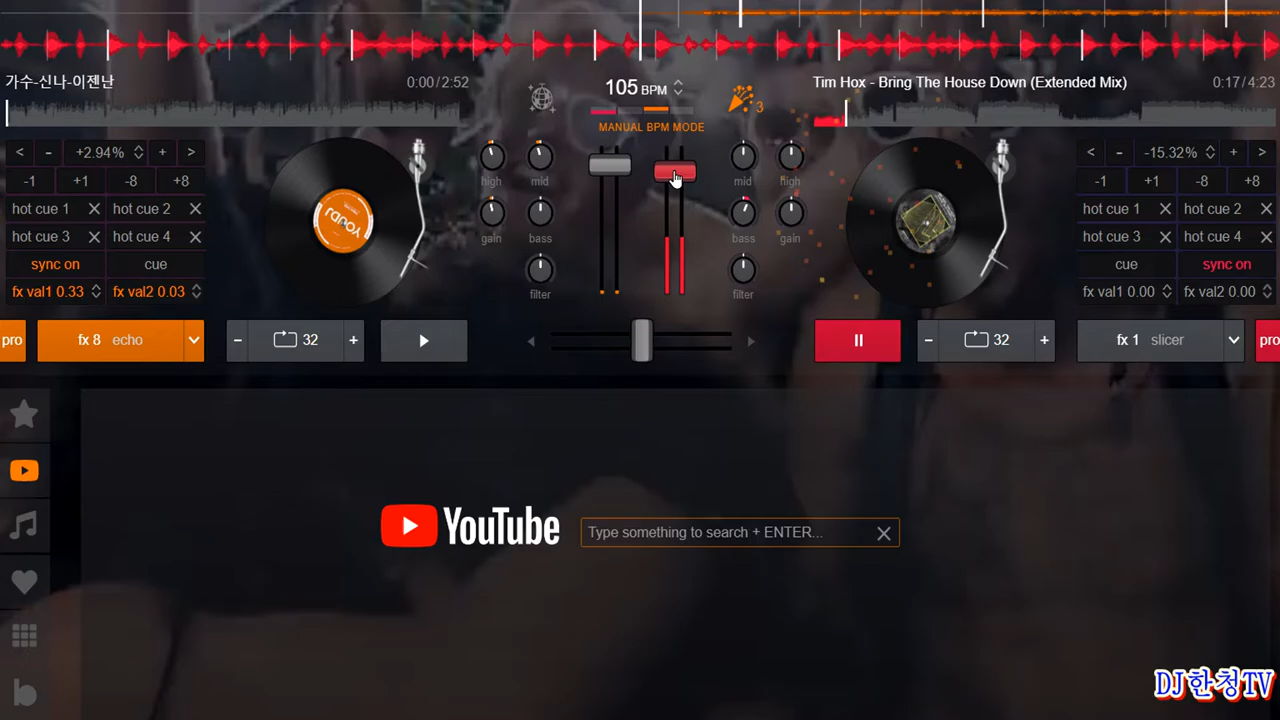 가수-신나-이젠난
0:00/2:52
105 BPM
3
Tim Hox - Bring The House Down (Extended Mix)
0:17/4:23
MANUAL BPM MODE
< - +2.94% + >
-1 +1 -8 +8
hot cue 1 hot cue 2
hot cue 3 hot cue 4
sync on cue
fx val1 0.33 fx val2 0.03
high mid
gain bass
filter
YOUDJ
mid high
bass gain
filter
< - -15.32% + >
-1 +1 -8 +8
hot cue 1 hot cue 2
hot cue 3 hot cue 4
cue sync on
fx val1 0.00 fx val2 0.00
pro fx 8 echo - 32 +
- 32 + fx 1 slicer pro
YouTube
Type something to search + ENTER...
b
DJ한청TV